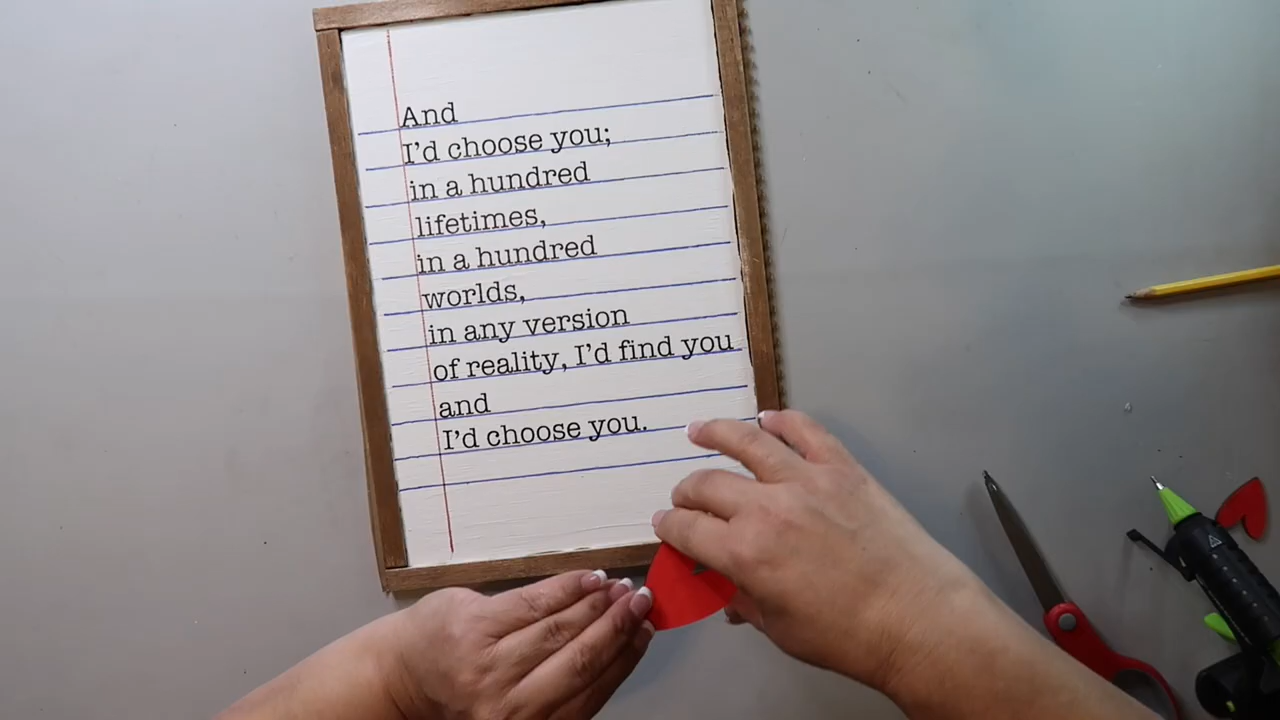 And
I'd choose you;
in a hundred
lifetimes,
in a hundred
worlds,
in any version
of reality, I'd find you
and
I'd choose you.